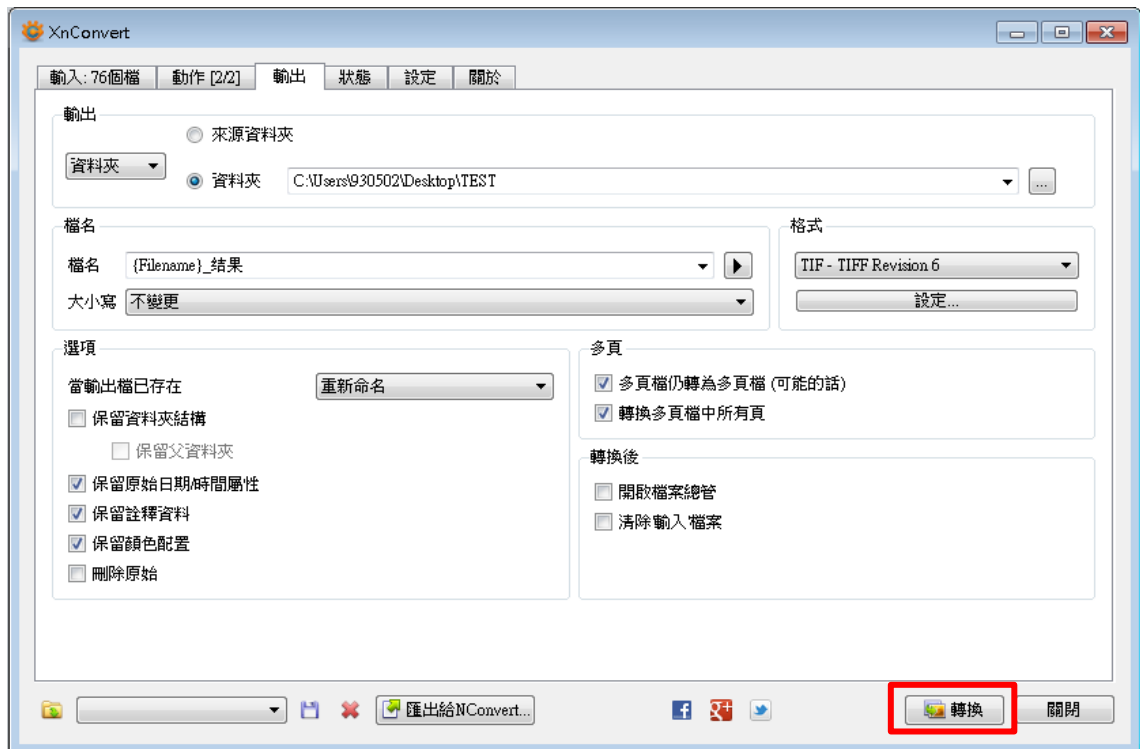 XnConvert
輸入: 76個檔 動作 [2/2] 輸出 狀態 設定 關於
輸出
來源資料夾
資料夾
資料夾 C:\Users\930502\Desktop\TEST ...
檔名
檔名 {Filename}_结果
大小寫 不變更
格式
TIF - TIFF Revision 6
設定...
選項
當輸出檔已存在 重新命名
保留資料夾結構
保留父資料夾
保留原始日期/時間屬性
保留詮釋資料
保留顏色配置
刪除原始
多頁
多頁檔仍轉為多頁檔 (可能的話)
轉換多頁檔中所有頁
轉換後
開啟檔案總管
清除輸入檔案
匯出給NConvert... 轉換 關閉